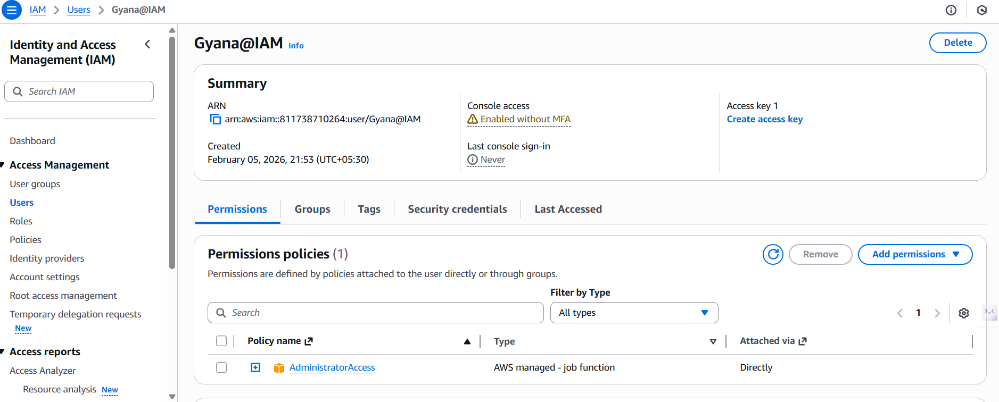 IAM > Users > Gyana@IAM
Identity and Access
Management (IAM)
Search IAM
Dashboard
Access Management
User groups
Users
Roles
Policies
Identity providers
Account settings
Root access management
Temporary delegation requests
New
Access reports
Access Analyzer
Resource analysis New
Gyana@IAM Info
Delete
Summary
ARN
arn:aws:iam::811738710264:user/Gyana@IAM
Created
February 05, 2026, 21:53 (UTC+05:30)
Console access
Enabled without MFA
Last console sign-in
Never
Access key 1
Create access key
Permissions
Groups
Tags
Security credentials
Last Accessed
Permissions policies (1)
Remove
Add permissions
Permissions are defined by policies attached to the user directly or through groups.
Filter by Type
Search
All types
1
Policy name
Type
Attached via
AdministratorAccess
AWS managed - job function
Directly